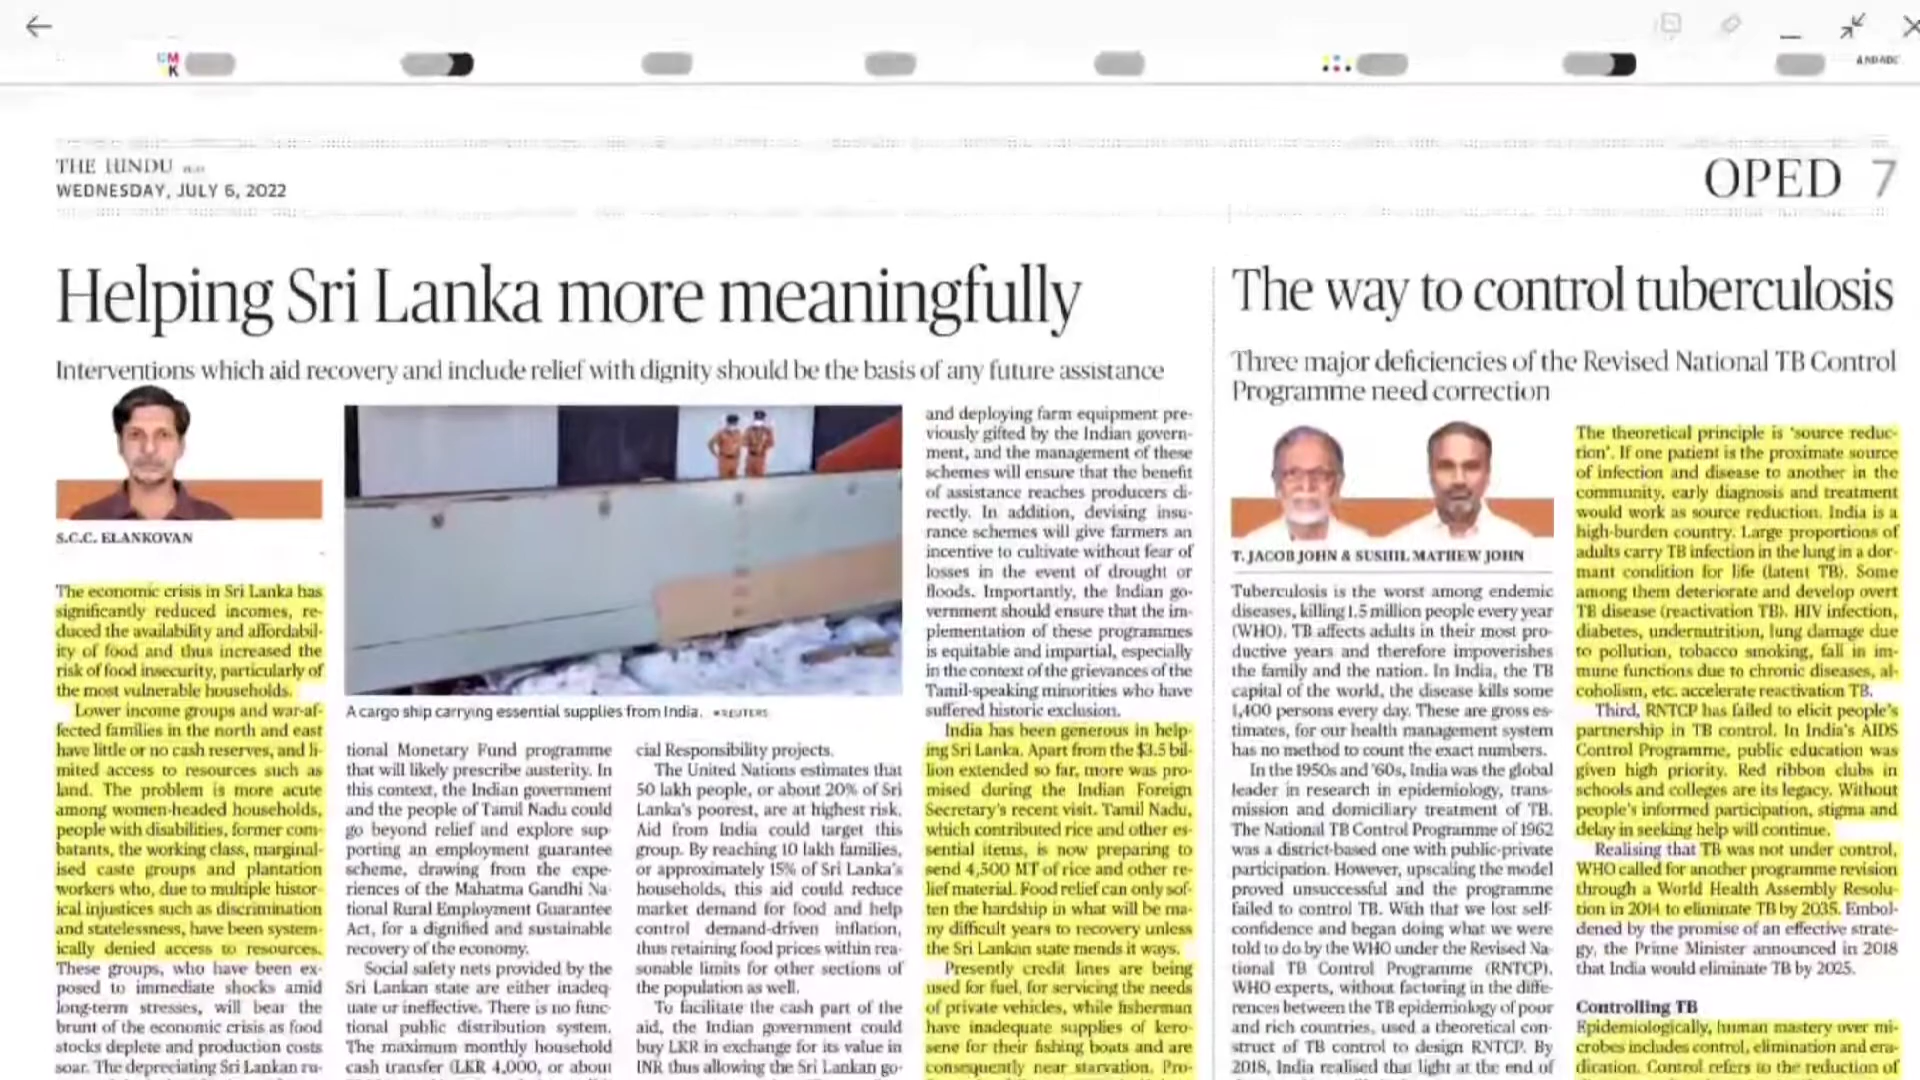 CM
K
THE HINDU
WEDNESDAY, JULY 6, 2022
OPED 7
Helping Sri Lanka more meaningfully
Interventions which aid recovery and include relief with dignity should be the basis of any future assistance
S.C.C. ELANKOVAN
The economic crisis in Sri Lanka has
significantly reduced incomes, re-
duced the availability and affordabil-
ity of food and thus increased the
risk of food insecurity, particularly of
the most vulnerable households.
Lower income groups and war-af-
fected families in the north and east
have little or no cash reserves, and li-
mited access to resources such as
land. The problem is more acute
among women-headed households,
people with disabilities, former com-
batants, the working class, marginal-
ised caste groups and plantation
workers who, due to multiple histor-
ical injustices such as discrimination
and statelessness, have been system-
ically denied access to resources.
These groups, who have been ex-
posed to immediate shocks amid
long-term stresses, will bear the
brunt of the economic crisis as food
stocks deplete and production costs
soar. The depreciating Sri Lankan ru-
A cargo ship carrying essential supplies from India. REUTERS
tional Monetary Fund programme
that will likely prescribe austerity. In
this context, the Indian government
and the people of Tamil Nadu could
go beyond relief and explore sup-
porting an employment guarantee
scheme, drawing from the expe-
riences of the Mahatma Gandhi Na-
tional Rural Employment Guarantee
Act, for a dignified and sustainable
recovery of the economy.
Social safety nets provided by the
Sri Lankan state are either inadeq-
uate or ineffective. There is no func-
tional public distribution system.
The maximum monthly household
cash transfer (LKR 4,000, or about
cial Responsibility projects.
The United Nations estimates that
50 lakh people, or about 20% of Sri
Lanka's poorest, are at highest risk.
Aid from India could target this
group. By reaching 10 lakh families,
or approximately 15% of Sri Lanka's
households, this aid could reduce
market demand for food and help
control demand-driven inflation,
thus retaining food prices within rea-
sonable limits for other sections of
the population as well.
To facilitate the cash part of the
aid, the Indian government could
buy LKR in exchange for its value in
INR thus allowing the Sri Lankan go-
and deploying farm equipment pre-
viously gifted by the Indian govern-
ment, and the management of these
schemes will ensure that the benefit
of assistance reaches producers di-
rectly. In addition, devising insu-
rance schemes will give farmers an
incentive to cultivate without fear of
losses in the event of drought or
floods. Importantly, the Indian go-
vernment should ensure that the im-
plementation of these programmes
is equitable and impartial, especially
in the context of the grievances of the
Tamil-speaking minorities who have
suffered historic exclusion.
India has been generous in help-
ing Sri Lanka. Apart from the $3.5 bil-
lion extended so far, more was pro-
mised during the Indian Foreign
Secretary's recent visit. Tamil Nadu,
which contributed rice and other es-
sential items, is now preparing to
send 4,500 MT of rice and other re-
lief material. Food relief can only sof-
ten the hardship in what will be ma-
ny difficult years to recovery unless
the Sri Lankan state mends it ways.
Presently credit lines are being
used for fuel, for servicing the needs
of private vehicles, while fisherman
have inadequate supplies of kero-
sene for their fishing boats and are
consequently near starvation. Pro-
The way to control tuberculosis
Three major deficiencies of the Revised National TB Control
Programme need correction
T. JACOB JOHN & SUSHIL MATHEW JOHN
Tuberculosis is the worst among endemic
diseases, killing 1.5 million people every year
(WHO). TB affects adults in their most pro-
ductive years and therefore impoverishes
the family and the nation. In India, the TB
capital of the world, the disease kills some
1,400 persons every day. These are gross es-
timates, for our health management system
has no method to count the exact numbers.
In the 1950s and '60s, India was the global
leader in research in epidemiology, trans-
mission and domiciliary treatment of TB.
The National TB Control Programme of 1962
was a district-based one with public-private
participation. However, upscaling the model
proved unsuccessful and the programme
failed to control TB. With that we lost self-
confidence and began doing what we were
told to do by the WHO under the Revised Na-
tional TB Control Programme (RNTCP).
WHO experts, without factoring in the diffe-
rences between the TB epidemiology of poor
and rich countries, used a theoretical con-
struct of TB control to design RNTCP. By
2018, India realised that light at the end of
The theoretical principle is 'source reduc-
tion'. If one patient is the proximate source
of infection and disease to another in the
community, early diagnosis and treatment
would work as source reduction. India is a
high-burden country. Large proportions of
adults carry TB infection in the lung in a dor-
mant condition for life (latent TB). Some
among them deteriorate and develop overt
TB disease (reactivation TB). HIV infection,
diabetes, undernutrition, lung damage due
to pollution, tobacco smoking, fall in im-
mune functions due to chronic diseases, al-
coholism, etc. accelerate reactivation TB.
Third, RNTCP has failed to elicit people's
partnership in TB control. In India's AIDS
Control Programme, public education was
given high priority. Red ribbon clubs in
schools and colleges are its legacy. Without
people's informed participation, stigma and
delay in seeking help will continue.
Realising that TB was not under control,
WHO called for another programme revision
through a World Health Assembly Resolu-
tion in 2014 to eliminate TB by 2035. Embol-
dened by the promise of an effective strate-
gy, the Prime Minister announced in 2018
that India would eliminate TB by 2025.
Controlling TB
Epidemiologically, human mastery over mi-
crobes includes control, elimination and era-
dication. Control refers to the reduction of